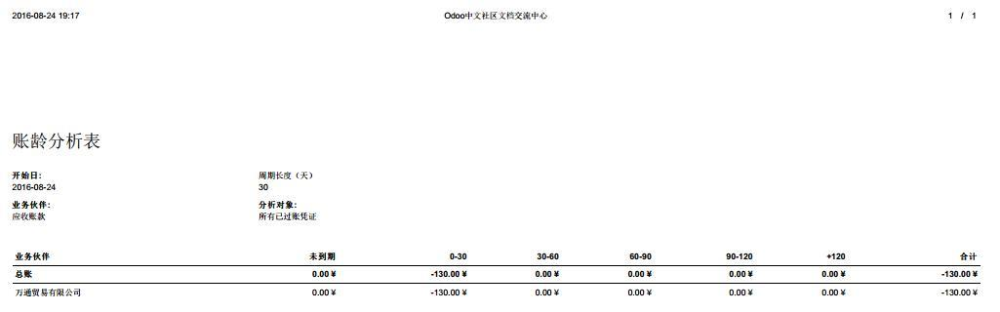 2016-08-24 19:17 Odoo中文社区文档交流中心 1 / 1
账龄分析表
开始日: 周期长度（天）
2016-08-24 30
业务伙伴: 分析对象:
应收账款 所有已过账凭证
业务伙伴 未到期 0-30 30-60 60-90 90-120 +120 合计
总账 0.00 ¥ -130.00 ¥ 0.00 ¥ 0.00 ¥ 0.00 ¥ 0.00 ¥ -130.00 ¥
万通贸易有限公司 0.00 ¥ -130.00 ¥ 0.00 ¥ 0.00 ¥ 0.00 ¥ 0.00 ¥ -130.00 ¥